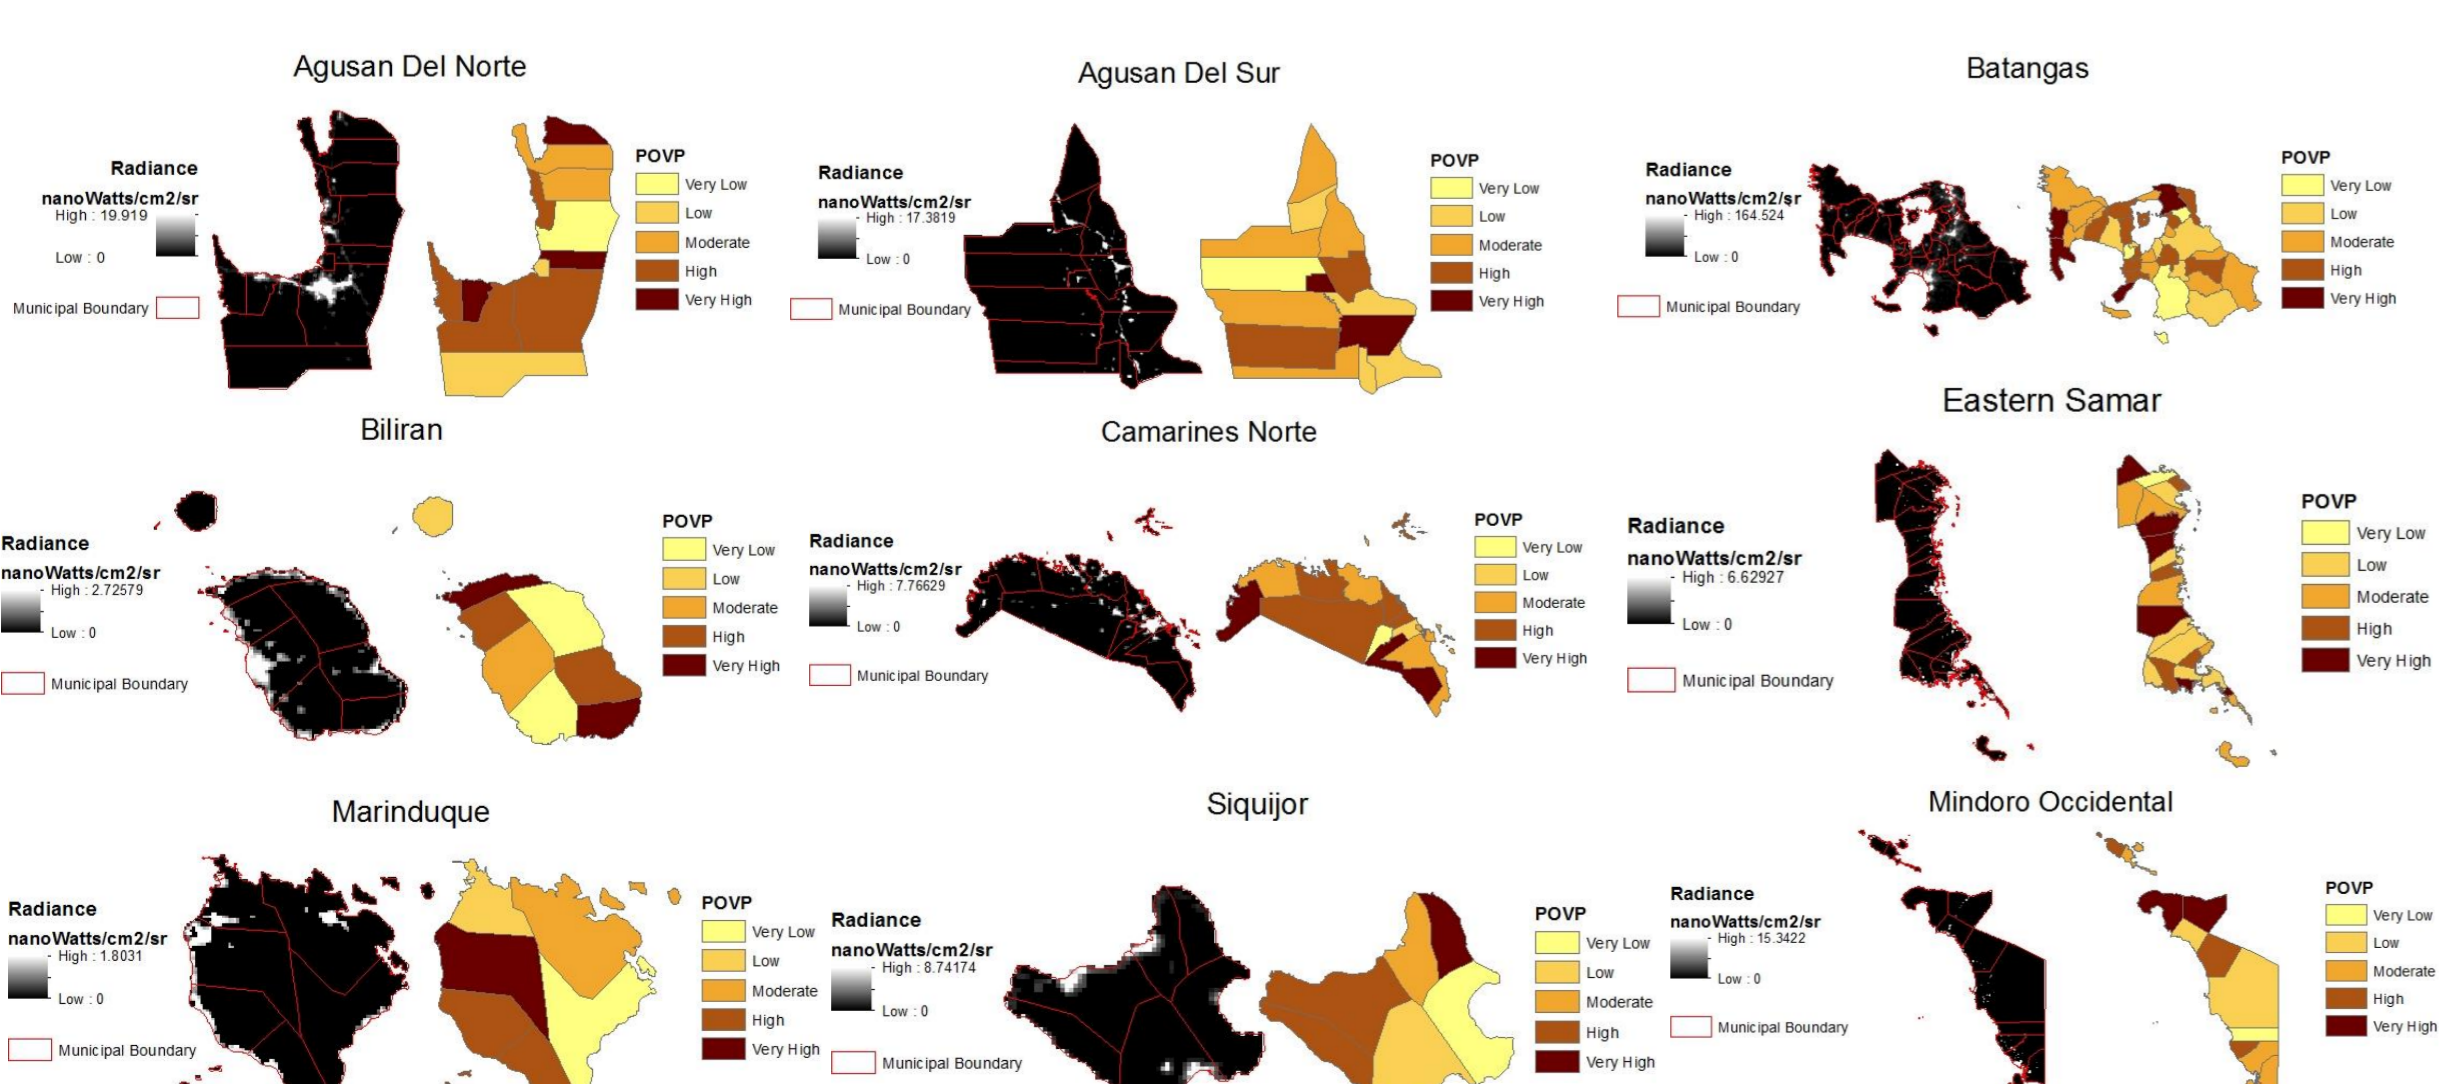 Agusan Del Norte
Radiance
nanoWatts/cm2/sr
High : 19.919
Low : 0
Municipal Boundary
POVP
Very Low
Low
Moderate
High
Very High
Agusan Del Sur
Radiance
nanoWatts/cm2/sr
High : 17.3819
Low : 0
Municipal Boundary
POVP
Very Low
Low
Moderate
High
Very High
Batangas
Radiance
nanoWatts/cm2/sr
High : 164.524
Low : 0
Municipal Boundary
POVP
Very Low
Low
Moderate
High
Very High
Biliran
Radiance
nanoWatts/cm2/sr
High : 2.72579
Low : 0
Municipal Boundary
POVP
Very Low
Low
Moderate
High
Very High
Camarines Norte
Radiance
nanoWatts/cm2/sr
High : 7.76629
Low : 0
Municipal Boundary
POVP
Very Low
Low
Moderate
High
Very High
Eastern Samar
Radiance
nanoWatts/cm2/sr
High : 6.62927
Low : 0
Municipal Boundary
POVP
Very Low
Low
Moderate
High
Very High
Marinduque
Radiance
nanoWatts/cm2/sr
High : 1.8031
Low : 0
Municipal Boundary
POVP
Very Low
Low
Moderate
High
Very High
Siquijor
Radiance
nanoWatts/cm2/sr
High : 8.74174
Low : 0
Municipal Boundary
POVP
Very Low
Low
Moderate
High
Very High
Mindoro Occidental
Radiance
nanoWatts/cm2/sr
High : 15.3422
Low : 0
Municipal Boundary
POVP
Very Low
Low
Moderate
High
Very High